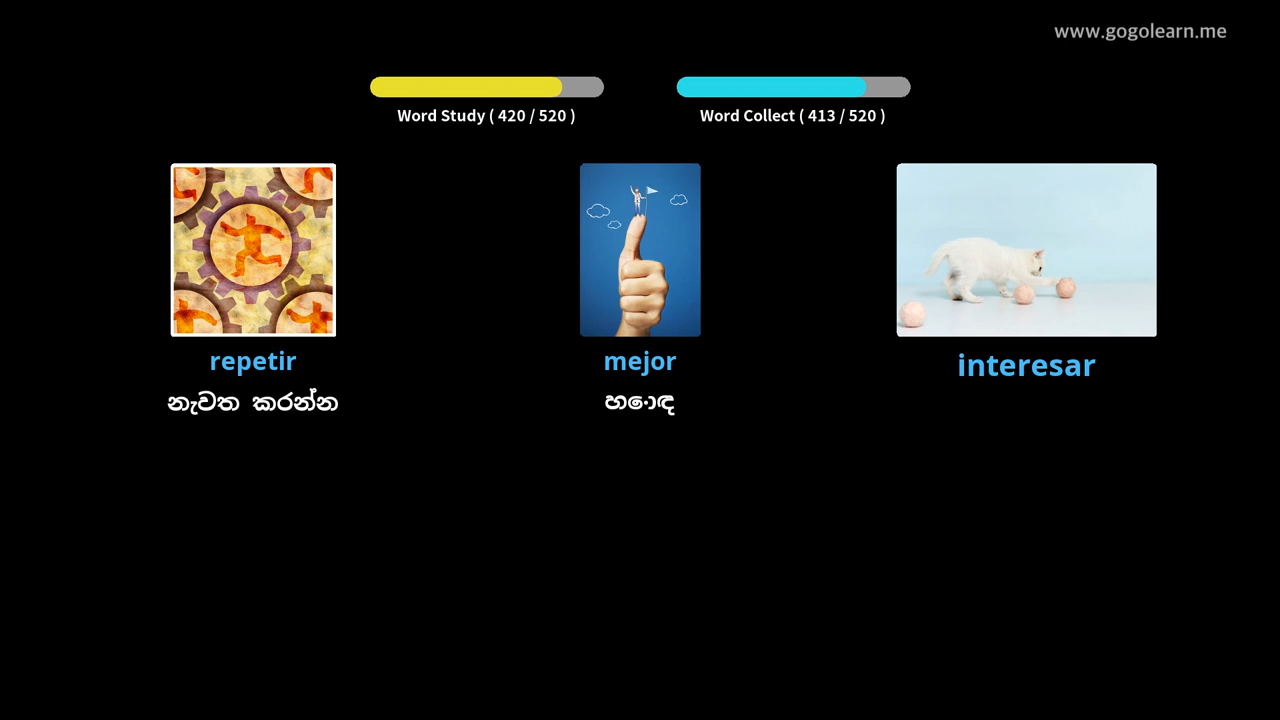 www.gogolearn.me
Word Study ( 420 / 520 )
Word Collect ( 413 / 520 )
repetir
නැවත කරන්න
mejor
හොඳ
interesar